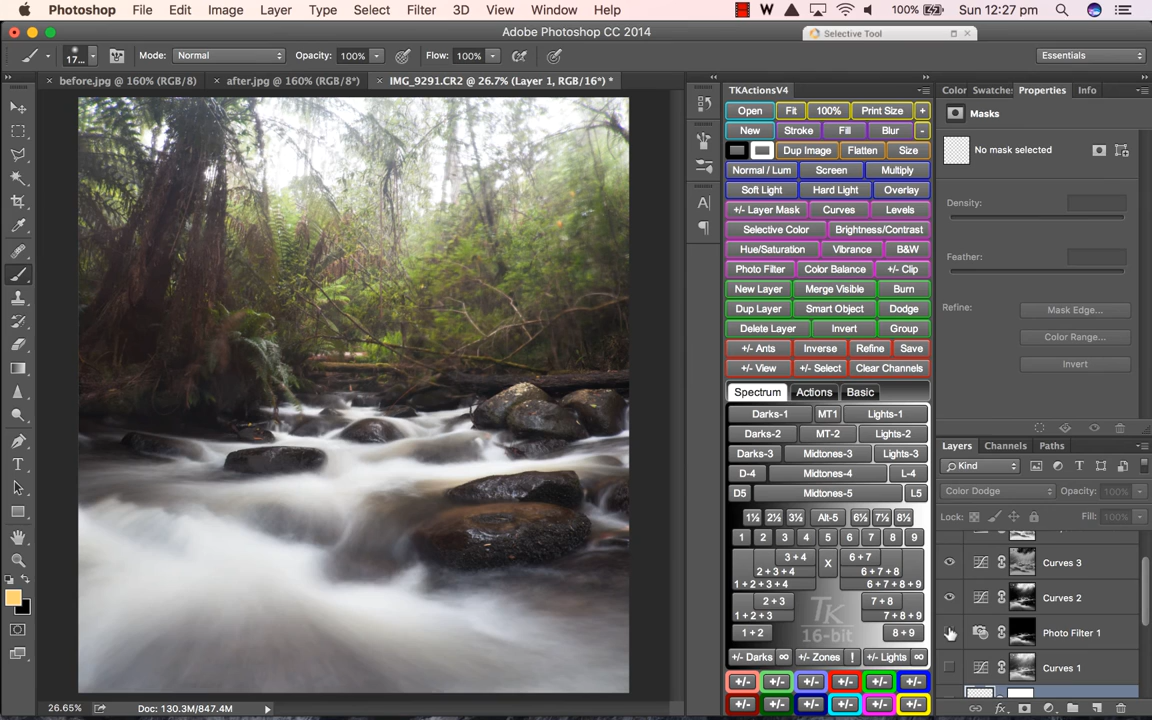 Photoshop File Edit Image Layer Type Select Filter 3D View Window Help 100% Sun 12:27 pm
Photoshop CC 2014
Selective Tool
17... Mode: Normal Opacity: 100% Flow: 100% Essentials
before.jpg @ 160% (RGB/8) after.jpg @ 160% (RGB/8*) IMG_9291.CR2 @ 26.7% (Layer 1, RGB/16*) *
TKActionsV4
Open Fit 100% Print Size +
New Stroke Fill Blur -
Dup Image Flatten Size
Normal / Lum Screen Multiply
Soft Light Hard Light Overlay
+/- Layer Mask Curves Levels
Selective Color Brightness/Contrast
Hue/Saturation Vibrance B&W
Photo Filter Color Balance +/- Clip
New Layer Merge Visible Burn
Dup Layer Smart Object Dodge
Delete Layer Invert Group
+/- Ants Inverse Refine Save
+/- View +/- Select Clear Channels
Spectrum Actions Basic
Darks-1 MT1 Lights-1
Darks-2 MT-2 Lights-2
Darks-3 Midtones-3 Lights-3
D-4 Midtones-4 L-4
D5 Midtones-5 L5
1½ 2½ 3½ Alt-5 6½ 7½ 8½
1 2 3 4 5 6 7 8 9
3 + 4 6 + 7
2 + 3 + 4 X 6 + 7 + 8
1 + 2 + 3 + 4 6 + 7 + 8 + 9
2 + 3 7 + 8
1 + 2 + 3 7 + 8 + 9
1 + 2 TK 8 + 9
16-bit
+/- Darks ∞ +/- Zones ! +/- Lights ∞
+/- +/- +/- +/- +/- +/-
+/- +/- +/- +/- +/- +/-
Color Swatches Properties Info
Masks
No mask selected
Density:
Feather:
Refine: Mask Edge...
Color Range...
Invert
Layers Channels Paths
Kind
Color Dodge Opacity: 100%
Lock: Fill: 100%
Curves 3
Curves 2
Photo Filter 1
Curves 1
26.65% Doc: 130.3M/847.4M